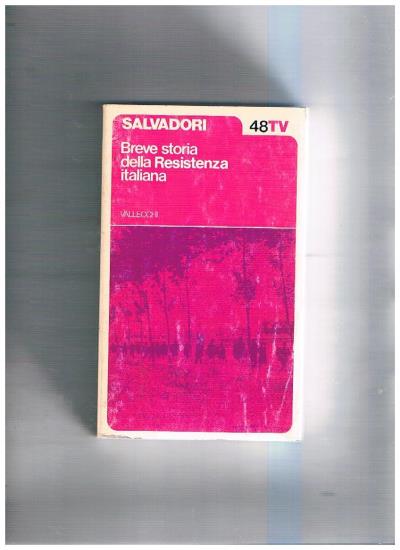 SALVADORI
48TV
Breve storia
della Resistenza
italiana
VALLECCHI